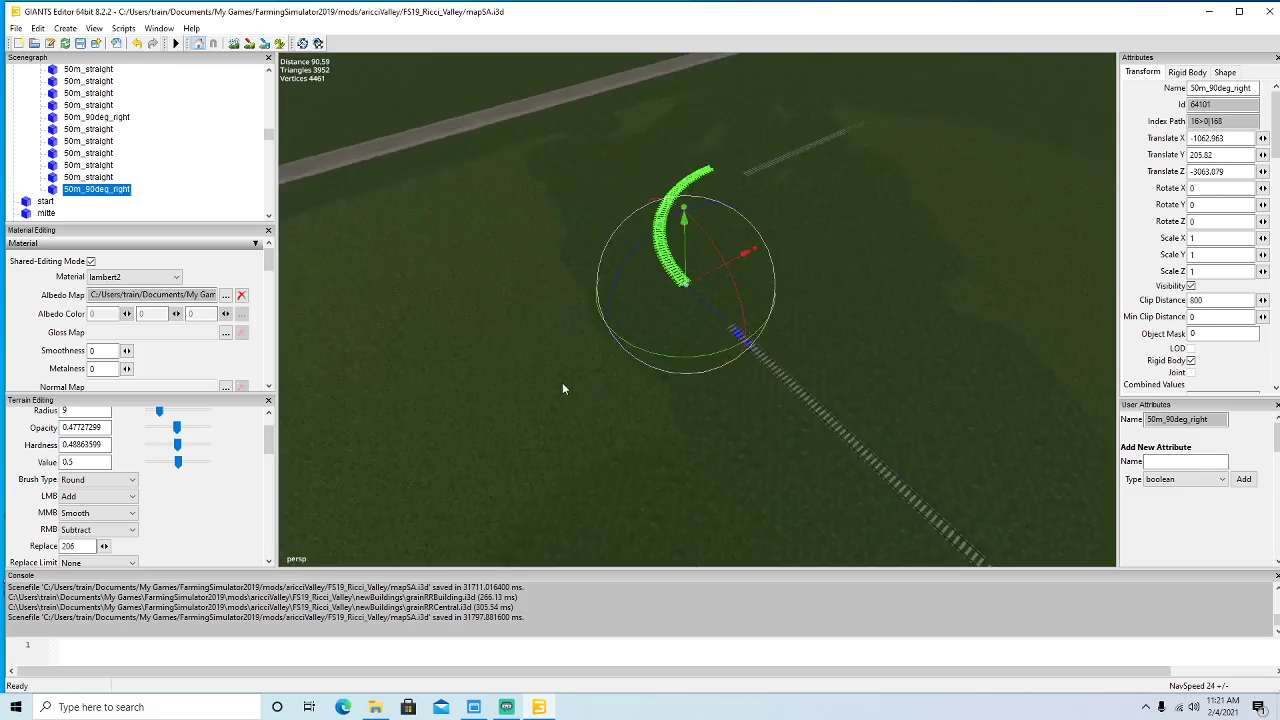 GIANTS Editor 64bit C:/Users/train/Documents/My Games/FarmingSimulator2019/mods/aricciValley/FS19_Ricci_Valley/mapSA.i3d
File Edit Create View Scripts Window Help
Scenegraph
50m_straight
50m_straight
50m_straight
50m_straight
50m_90deg_right
50m_straight
50m_straight
50m_straight
50m_straight
50m_straight
50m_90deg_right
start
mitte
Material Editing
Material
Shared-Editing Mode
Material lambert2
Albedo Map C:/Users/train/Documents/My Gam ...
Albedo Color 0 0 0 ...
Gloss Map ...
Smoothness 0
Metalness 0
Normal Map ...
Terrain Editing
Radius 9
Opacity 0.47727299
Hardness 0.48863599
Value 0.5
Brush Type Round
LMB Add
MMB Smooth
RMB Subtract
Replace 206
Replace Limit None
Distance 90.59
Triangles 3952
Vertices 4461
persp
Attributes
Transform Rigid Body Shape
Name 50m_90deg_right
Id 64101
Index Path 16>0|168
Translate X -1062.963
Translate Y 205.82
Translate Z -3063.079
Rotate X 0
Rotate Y 0
Rotate Z 0
Scale X 1
Scale Y 1
Scale Z 1
Visibility
Clip Distance 800
Min Clip Distance 0
Object Mask 0
LOD
Rigid Body
Joint
Combined Values
User Attributes
Name 50m_90deg_right
Add New Attribute
Name
Type boolean Add
Console
Scenefile 'C:/Users/train/Documents/My Games/FarmingSimulator2019/mods/aricciValley/FS19_Ricci_Valley/mapSA.i3d' saved in 31711.016400 ms.
C:\Users\train\Documents\My Games\FarmingSimulator2019\mods\aricciValley\FS19_Ricci_Valley\newBuildings\grainRRBuilding.i3d (266.13 ms)
C:\Users\train\Documents\My Games\FarmingSimulator2019\mods\aricciValley\FS19_Ricci_Valley\newBuildings\grainRRCentral.i3d (305.54 ms)
Scenefile 'C:/Users/train/Documents/My Games/FarmingSimulator2019/mods/aricciValley/FS19_Ricci_Valley/mapSA.i3d' saved in 31797.881600 ms.
1
Ready
NavSpeed 24 +/-
Type here to search
11:21 AM
2/4/2021